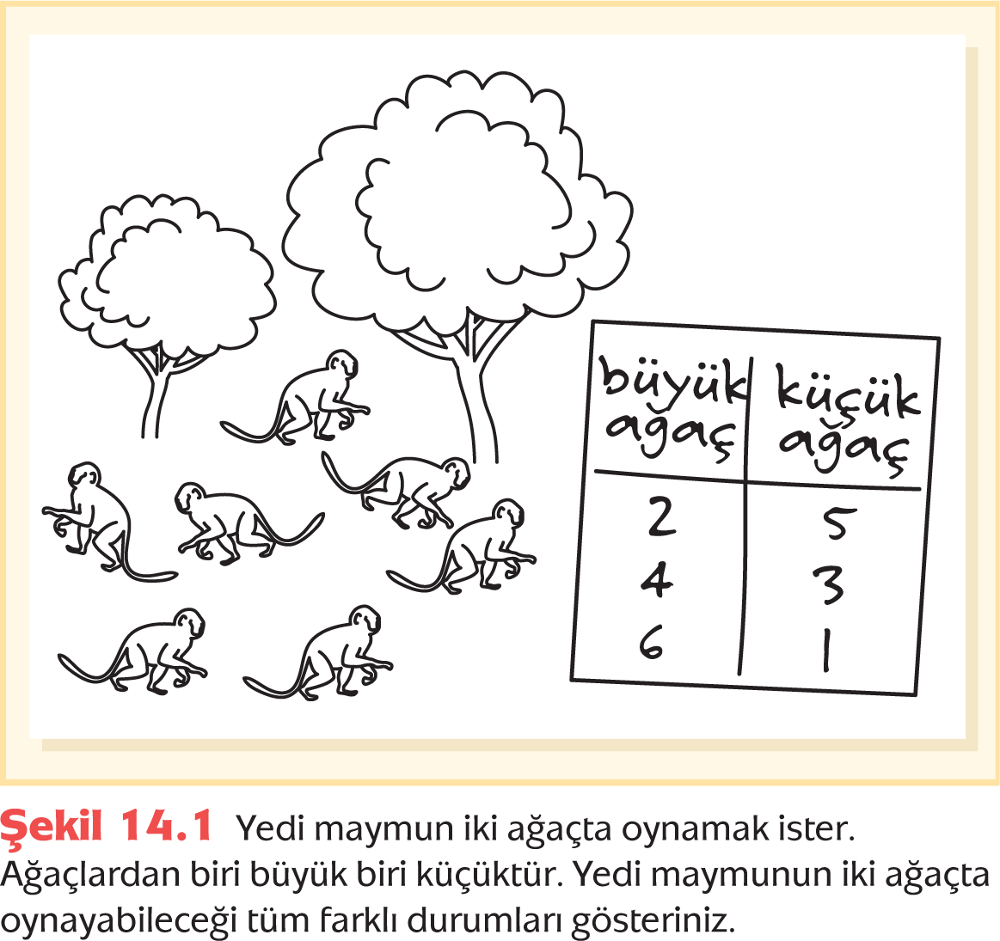 büyük ağaç küçük ağaç
2 5
4 3
6 1
Şekil 14.1 Yedi maymun iki ağaçta oynamak ister.
Ağaçlardan biri büyük biri küçüktür. Yedi maymunun iki ağaçta
oynayabileceği tüm farklı durumları gösteriniz.